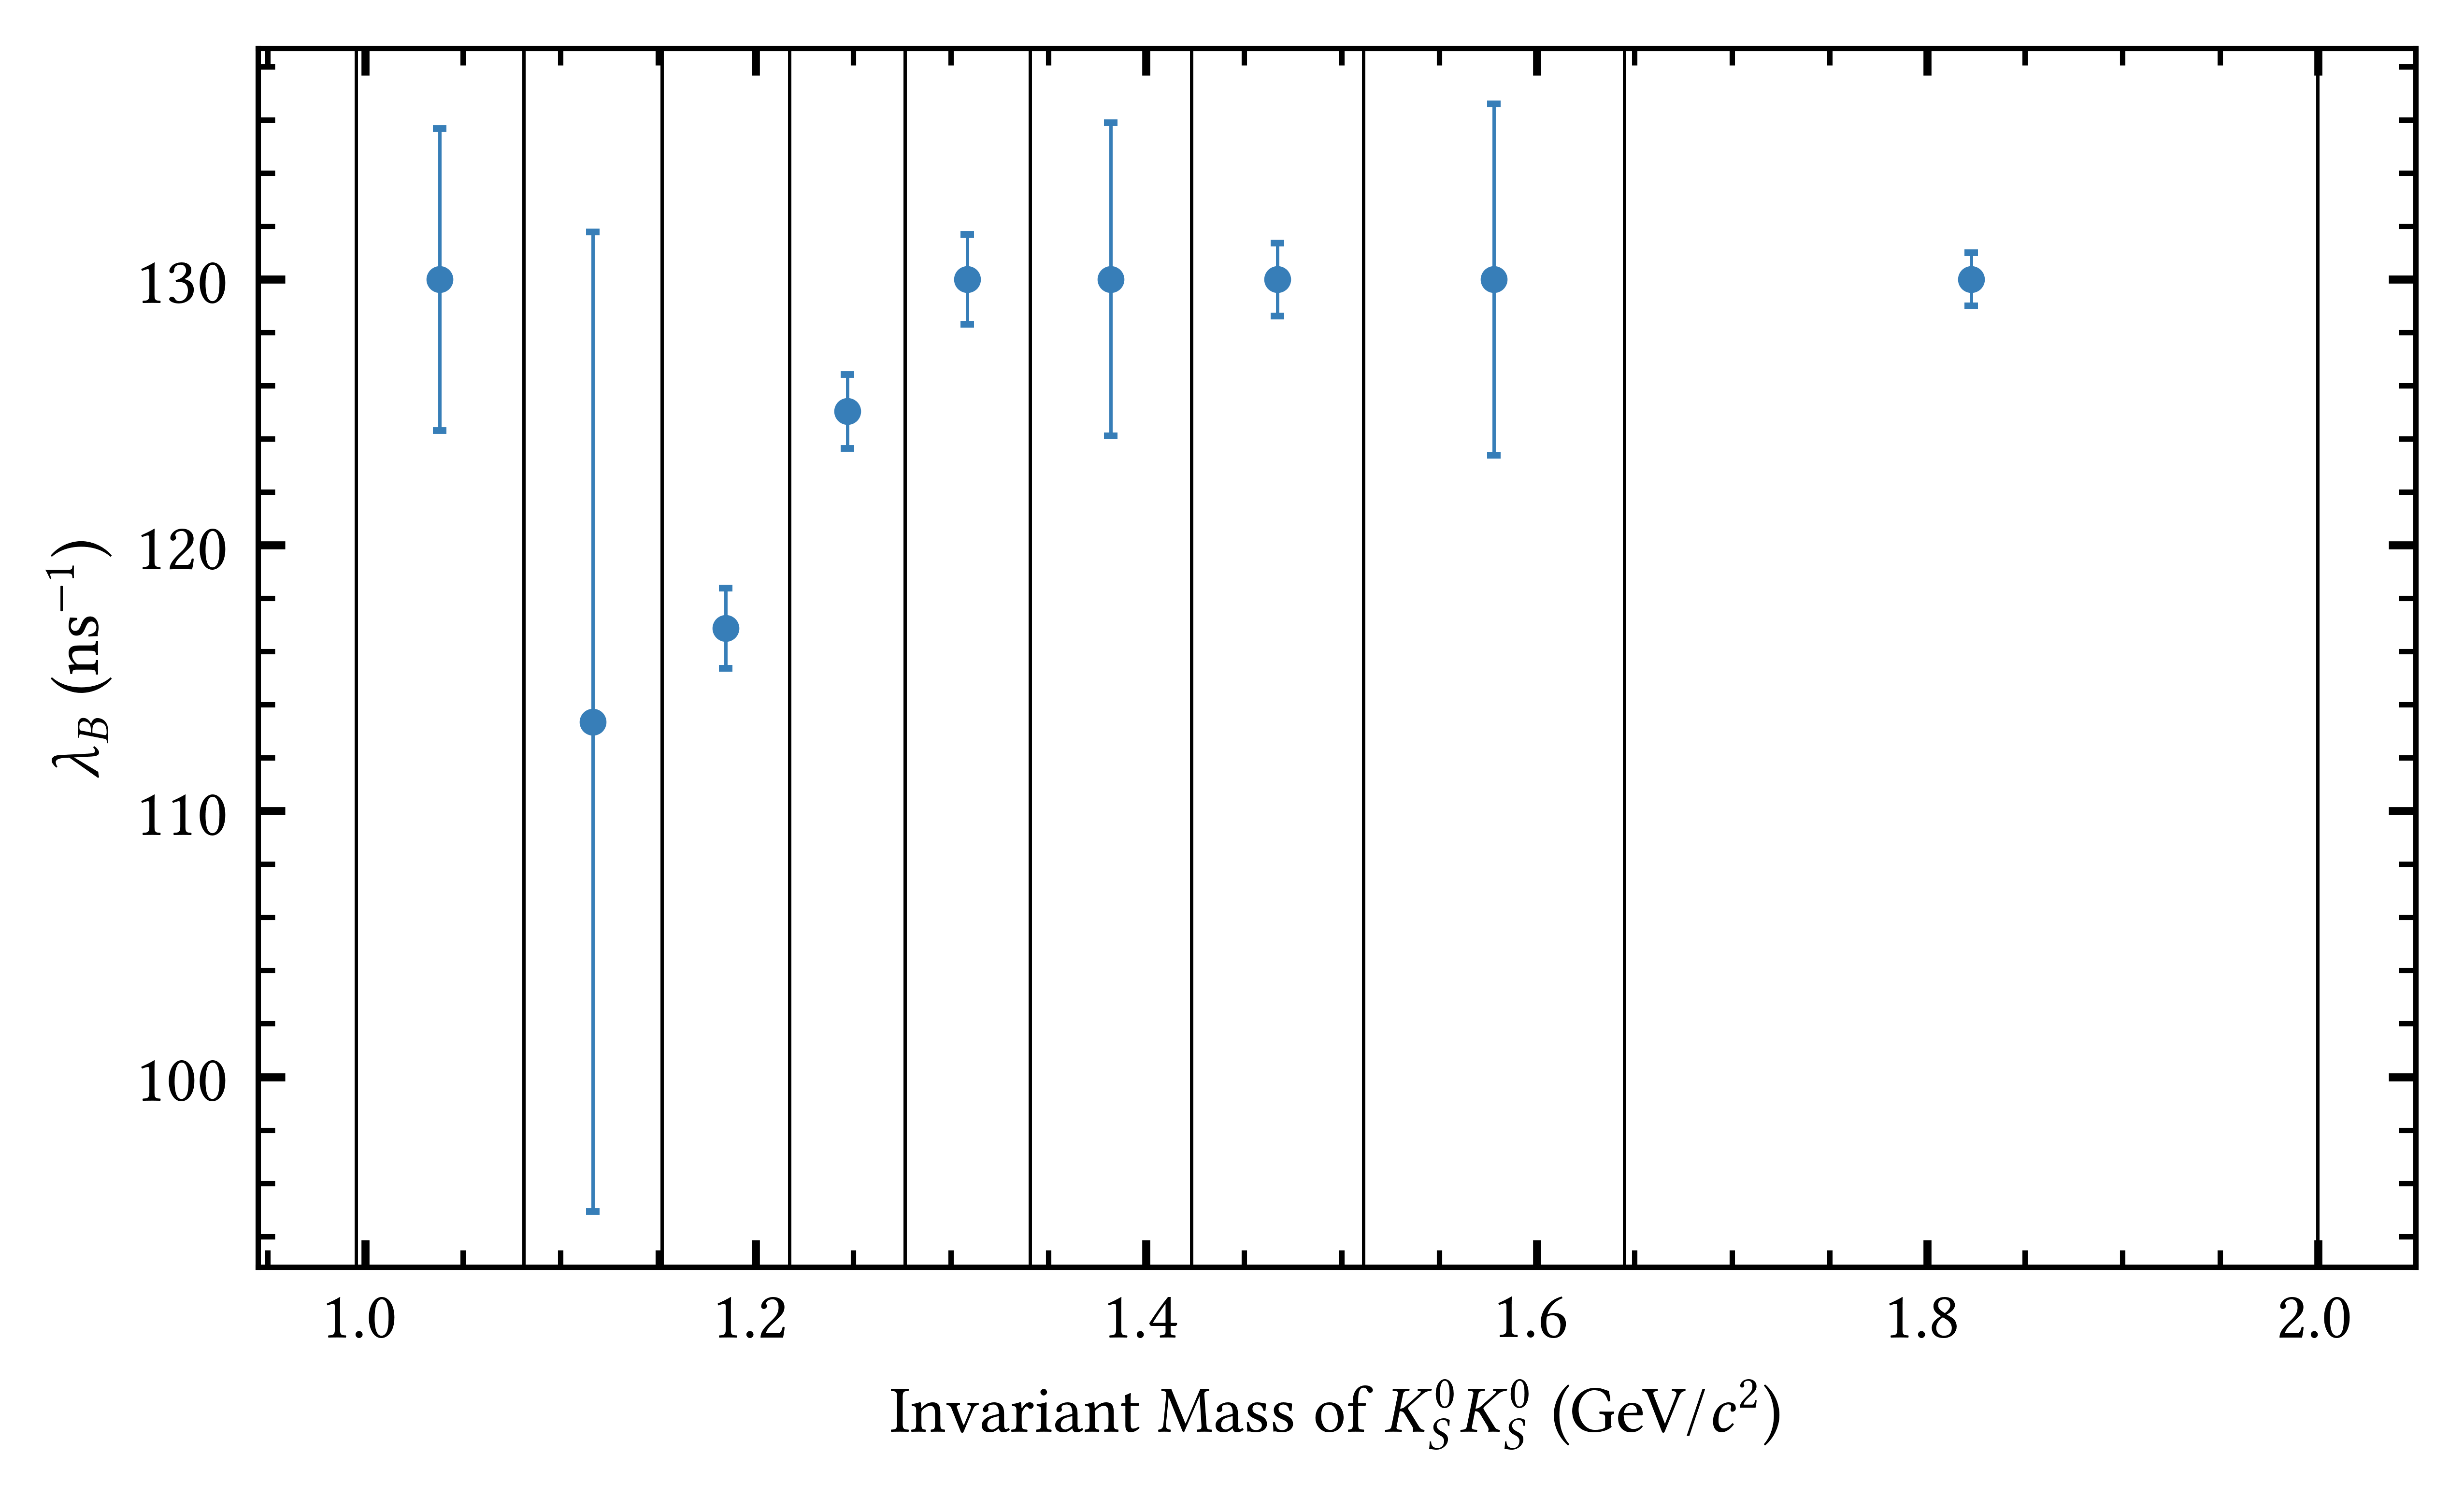 130
120
110
100
λ_B (ns⁻¹)
1.0 1.2 1.4 1.6 1.8 2.0
Invariant Mass of K_S^0 K_S^0 (GeV/c²)